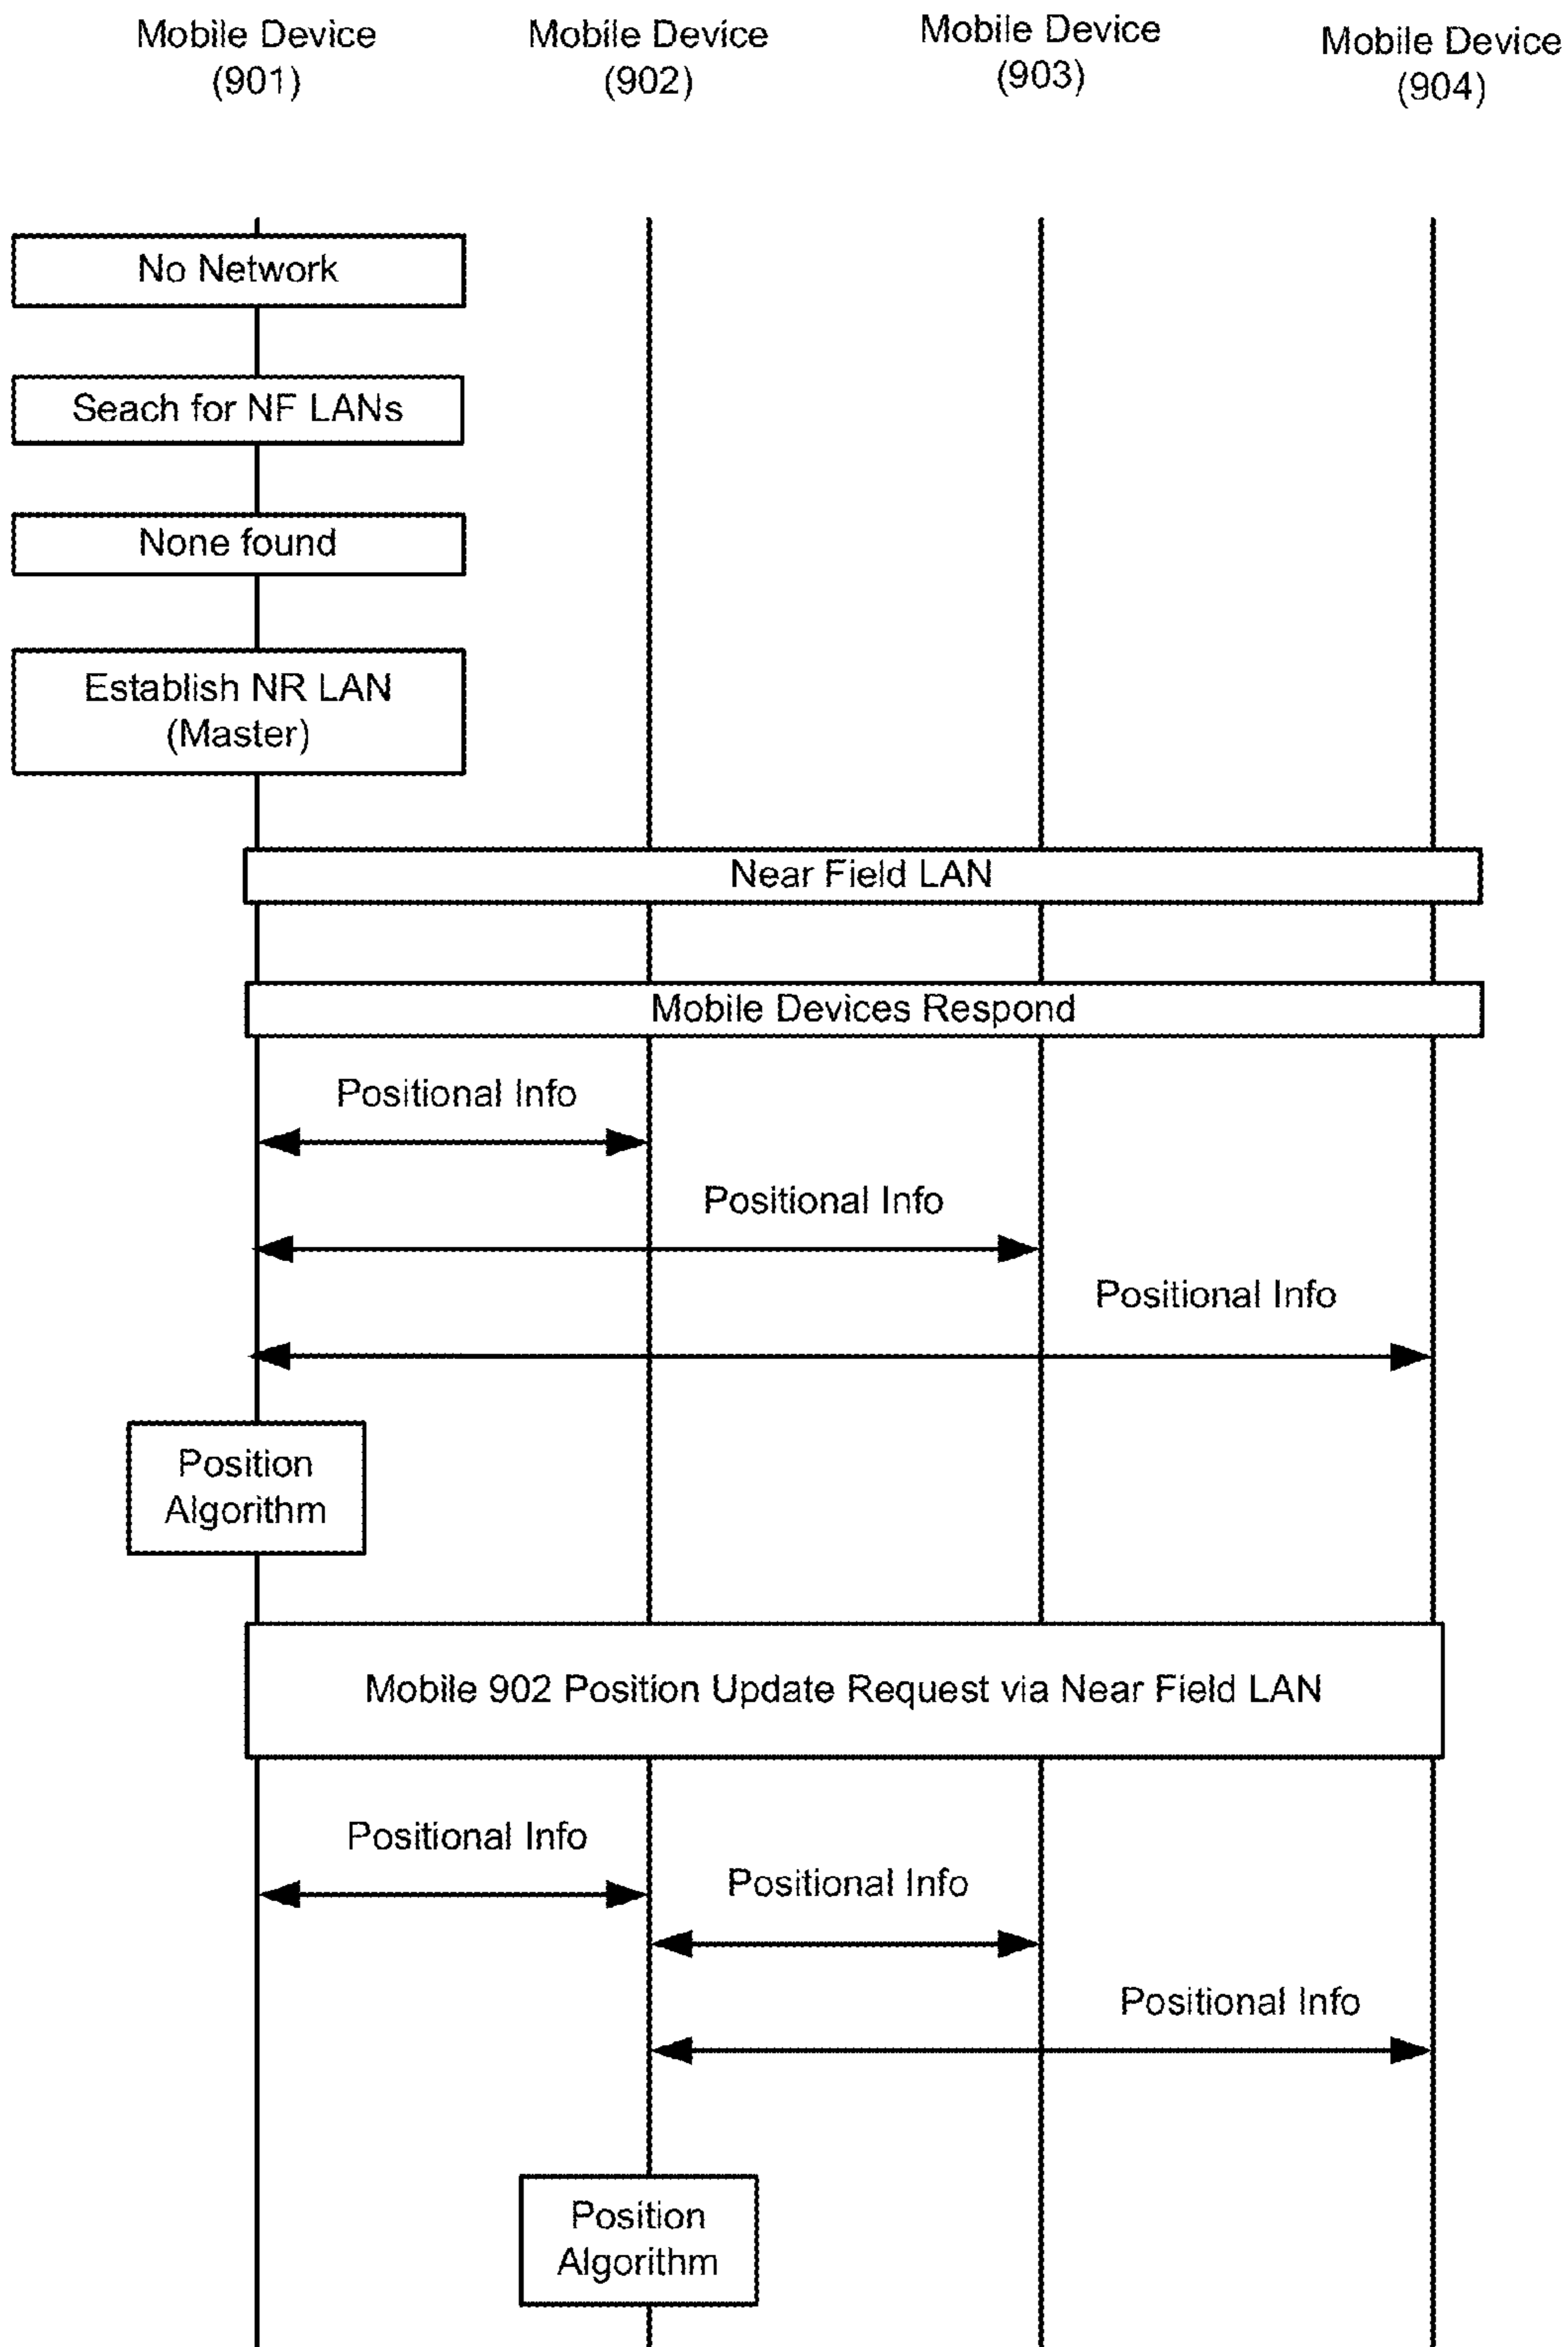 Mobile Device
(901)
Mobile Device
(902)
Mobile Device
(903)
Mobile Device
(904)
No Network
Seach for NF LANs
None found
Establish NR LAN
(Master)
Near Field LAN
Mobile Devices Respond
Positional Info
Positional Info
Positional Info
Position
Algorithm
Mobile 902 Position Update Request via Near Field LAN
Positional Info
Positional Info
Positional Info
Position
Algorithm